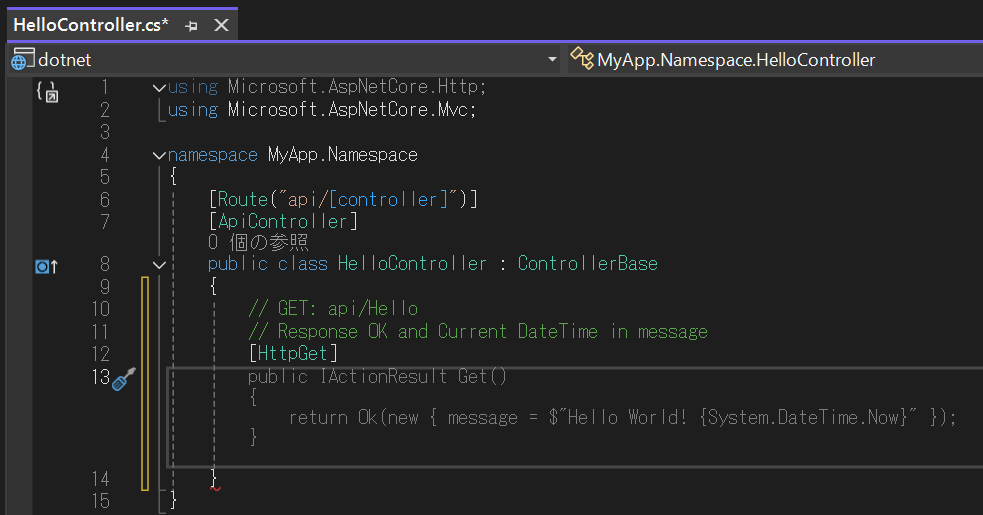 HelloController.cs*
dotnet MyApp.Namespace.HelloController
1 using Microsoft.AspNetCore.Http;
2 using Microsoft.AspNetCore.Mvc;
3
4 namespace MyApp.Namespace
5 {
6 [Route("api/[controller]")]
7 [ApiController]
0 個の参照
8 public class HelloController : ControllerBase
9 {
10 // GET: api/Hello
11 // Response OK and Current DateTime in message
12 [HttpGet]
13 public IActionResult Get()
{
return Ok(new { message = $"Hello World! {System.DateTime.Now}" });
}
14 }
15 }